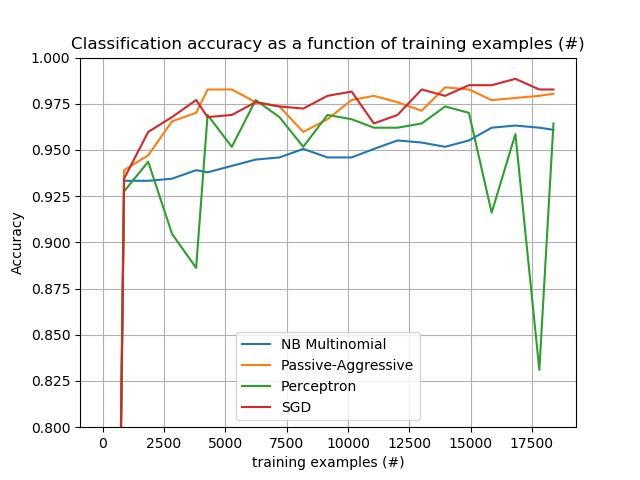 Classification accuracy as a function of training examples (#)
1.000
0.975
0.950
0.925
0.900
0.875
0.850
0.825
0.800
Accuracy
NB Multinomial
Passive-Aggressive
Perceptron
SGD
0 2500 5000 7500 10000 12500 15000 17500
training examples (#)